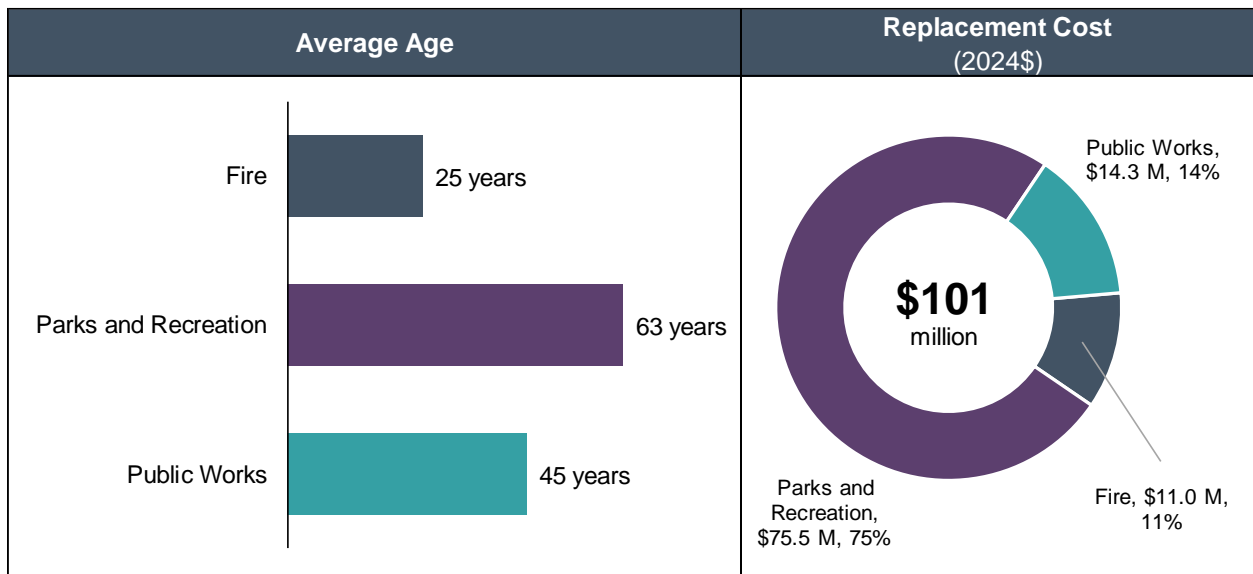 Average Age
Replacement Cost
(2024$)
Fire
25 years
Parks and Recreation
63 years
Public Works
45 years
Public Works,
$14.3 M, 14%
$101
million
Fire, $11.0 M,
11%
Parks and
Recreation,
$75.5 M, 75%